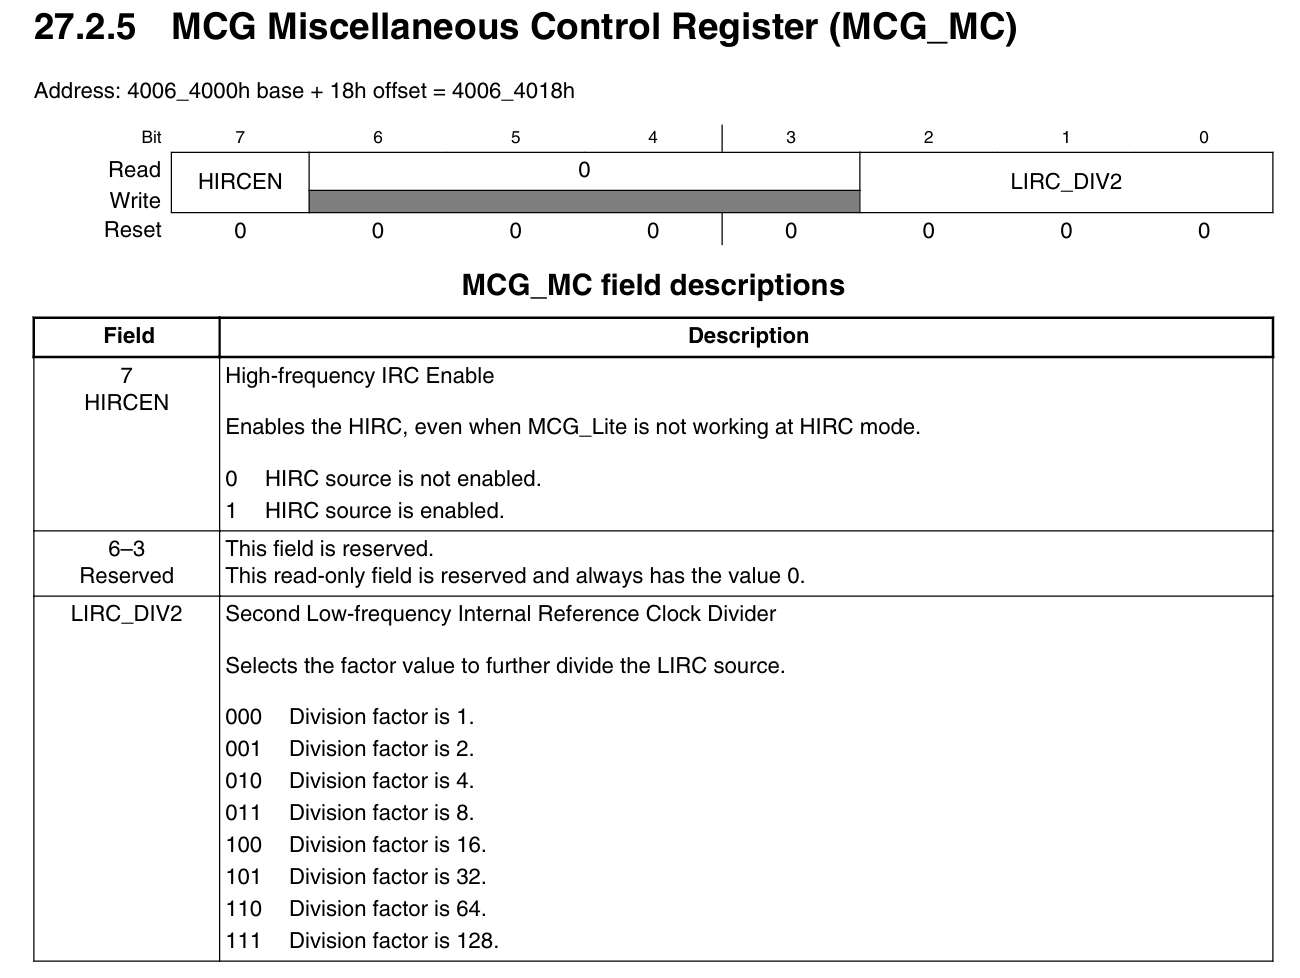 27.2.5 MCG Miscellaneous Control Register (MCG_MC)
Address: 4006_4000h base + 18h offset = 4006_4018h
Bit 7 6 5 4 3 2 1 0
Read HIRCEN 0 LIRC_DIV2
Write
Reset 0 0 0 0 0 0 0 0
MCG_MC field descriptions
Field Description
7 High-frequency IRC Enable
HIRCEN
Enables the HIRC, even when MCG_Lite is not working at HIRC mode.
0 HIRC source is not enabled.
1 HIRC source is enabled.
6–3 This field is reserved.
Reserved This read-only field is reserved and always has the value 0.
LIRC_DIV2 Second Low-frequency Internal Reference Clock Divider
Selects the factor value to further divide the LIRC source.
000 Division factor is 1.
001 Division factor is 2.
010 Division factor is 4.
011 Division factor is 8.
100 Division factor is 16.
101 Division factor is 32.
110 Division factor is 64.
111 Division factor is 128.